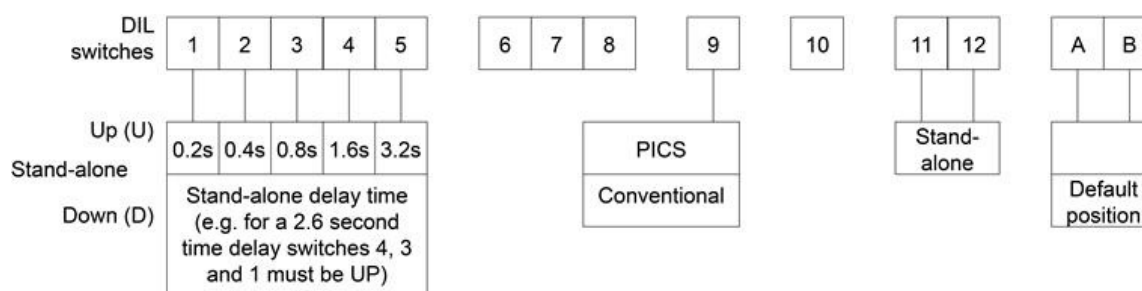 DIL
switches
1 2 3 4 5 6 7 8 9 10 11 12 A B
Up (U)
0.2s 0.4s 0.8s 1.6s 3.2s
PICS
Stand-
alone
Stand-alone
Down (D)
Stand-alone delay time
(e.g. for a 2.6 second
time delay switches 4, 3
and 1 must be UP)
Conventional
Default
position